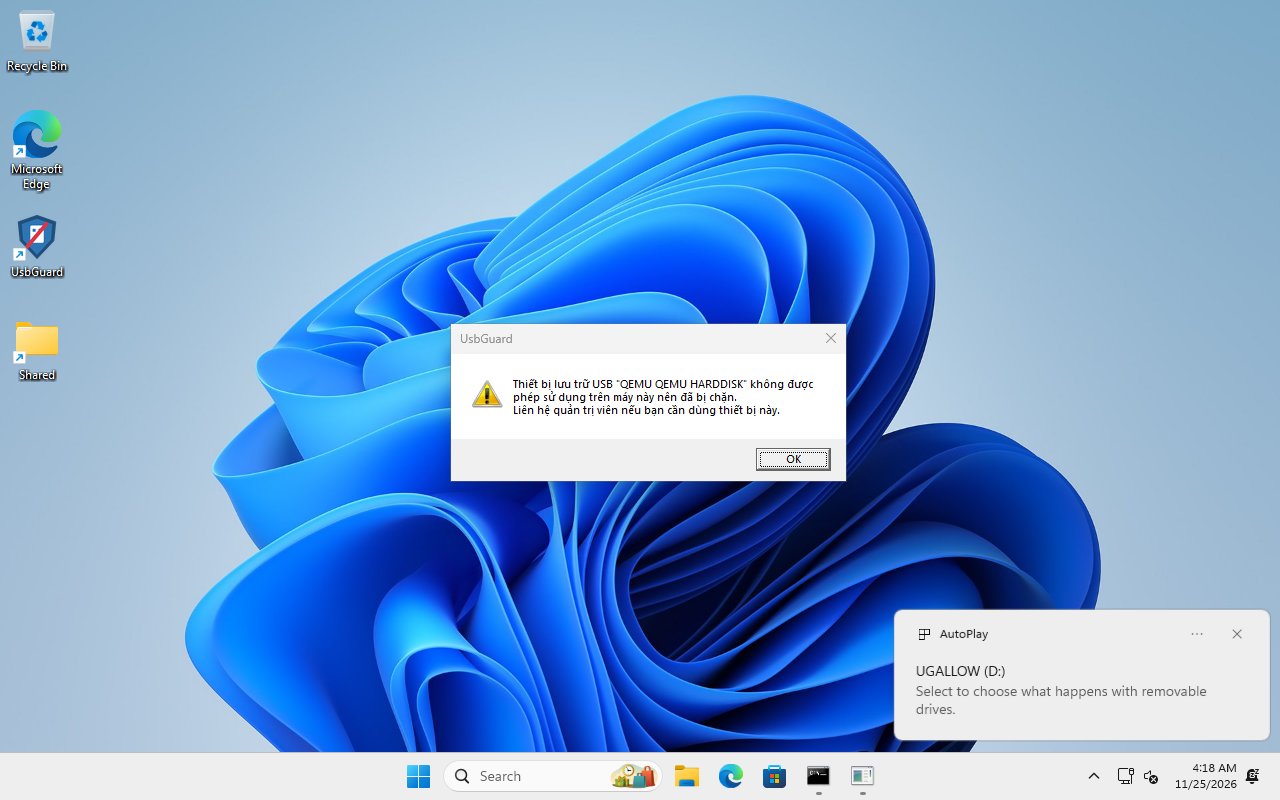 Recycle Bin
Microsoft
Edge
UsbGuard
Shared
UsbGuard
Thiết bị lưu trữ USB "QEMU QEMU HARDDISK" không được
phép sử dụng trên máy này nên đã bị chặn.
Liên hệ quản trị viên nếu bạn cần dùng thiết bị này.
OK
AutoPlay
UGALLOW (D:)
Select to choose what happens with removable
drives.
Search
4:18 AM
11/25/2026